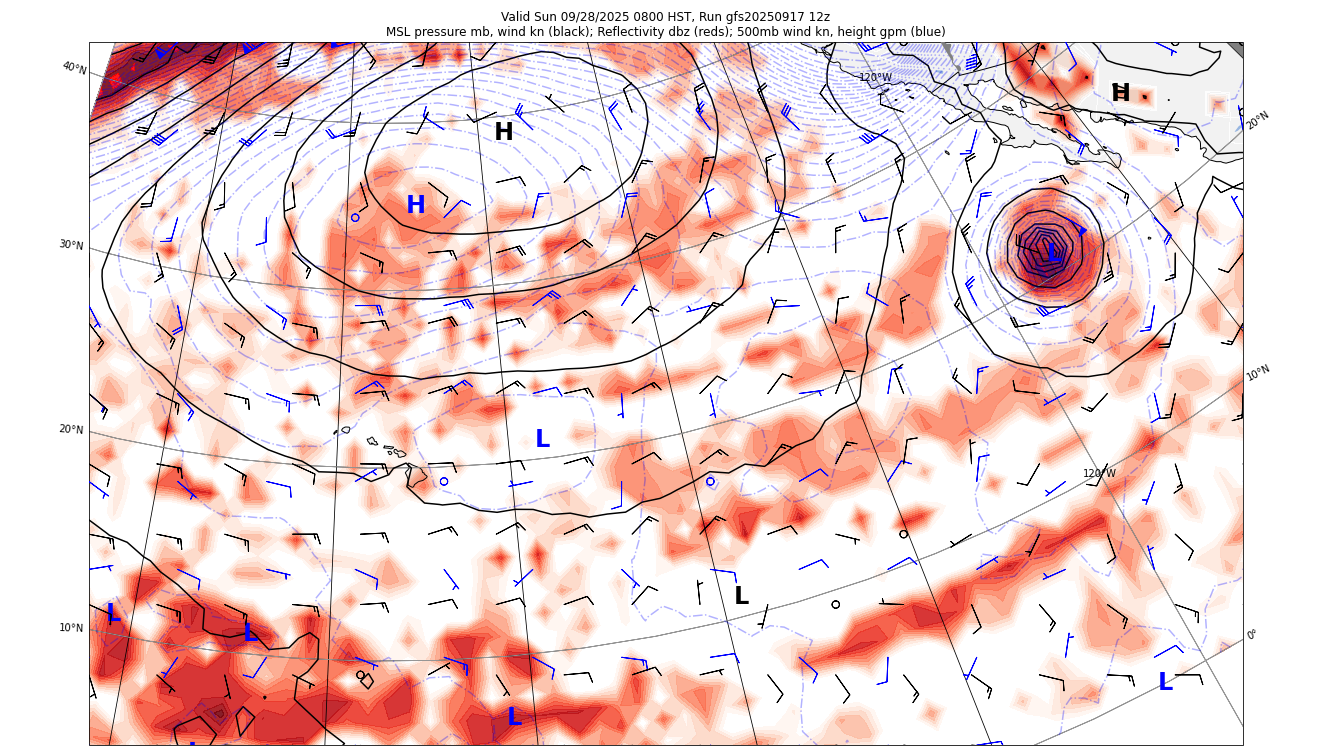 Valid Sun 09/28/2025 0800 HST, Run gfs20250917 12z
MSL pressure mb, wind kn (black); Reflectivity dbz (reds); 500mb wind kn, height gpm (blue)
40°N
120°W
H
20°N
H
H
30°N
L
10°N
20°N
L
120°W
L
10°N
L
L
0°
L
L